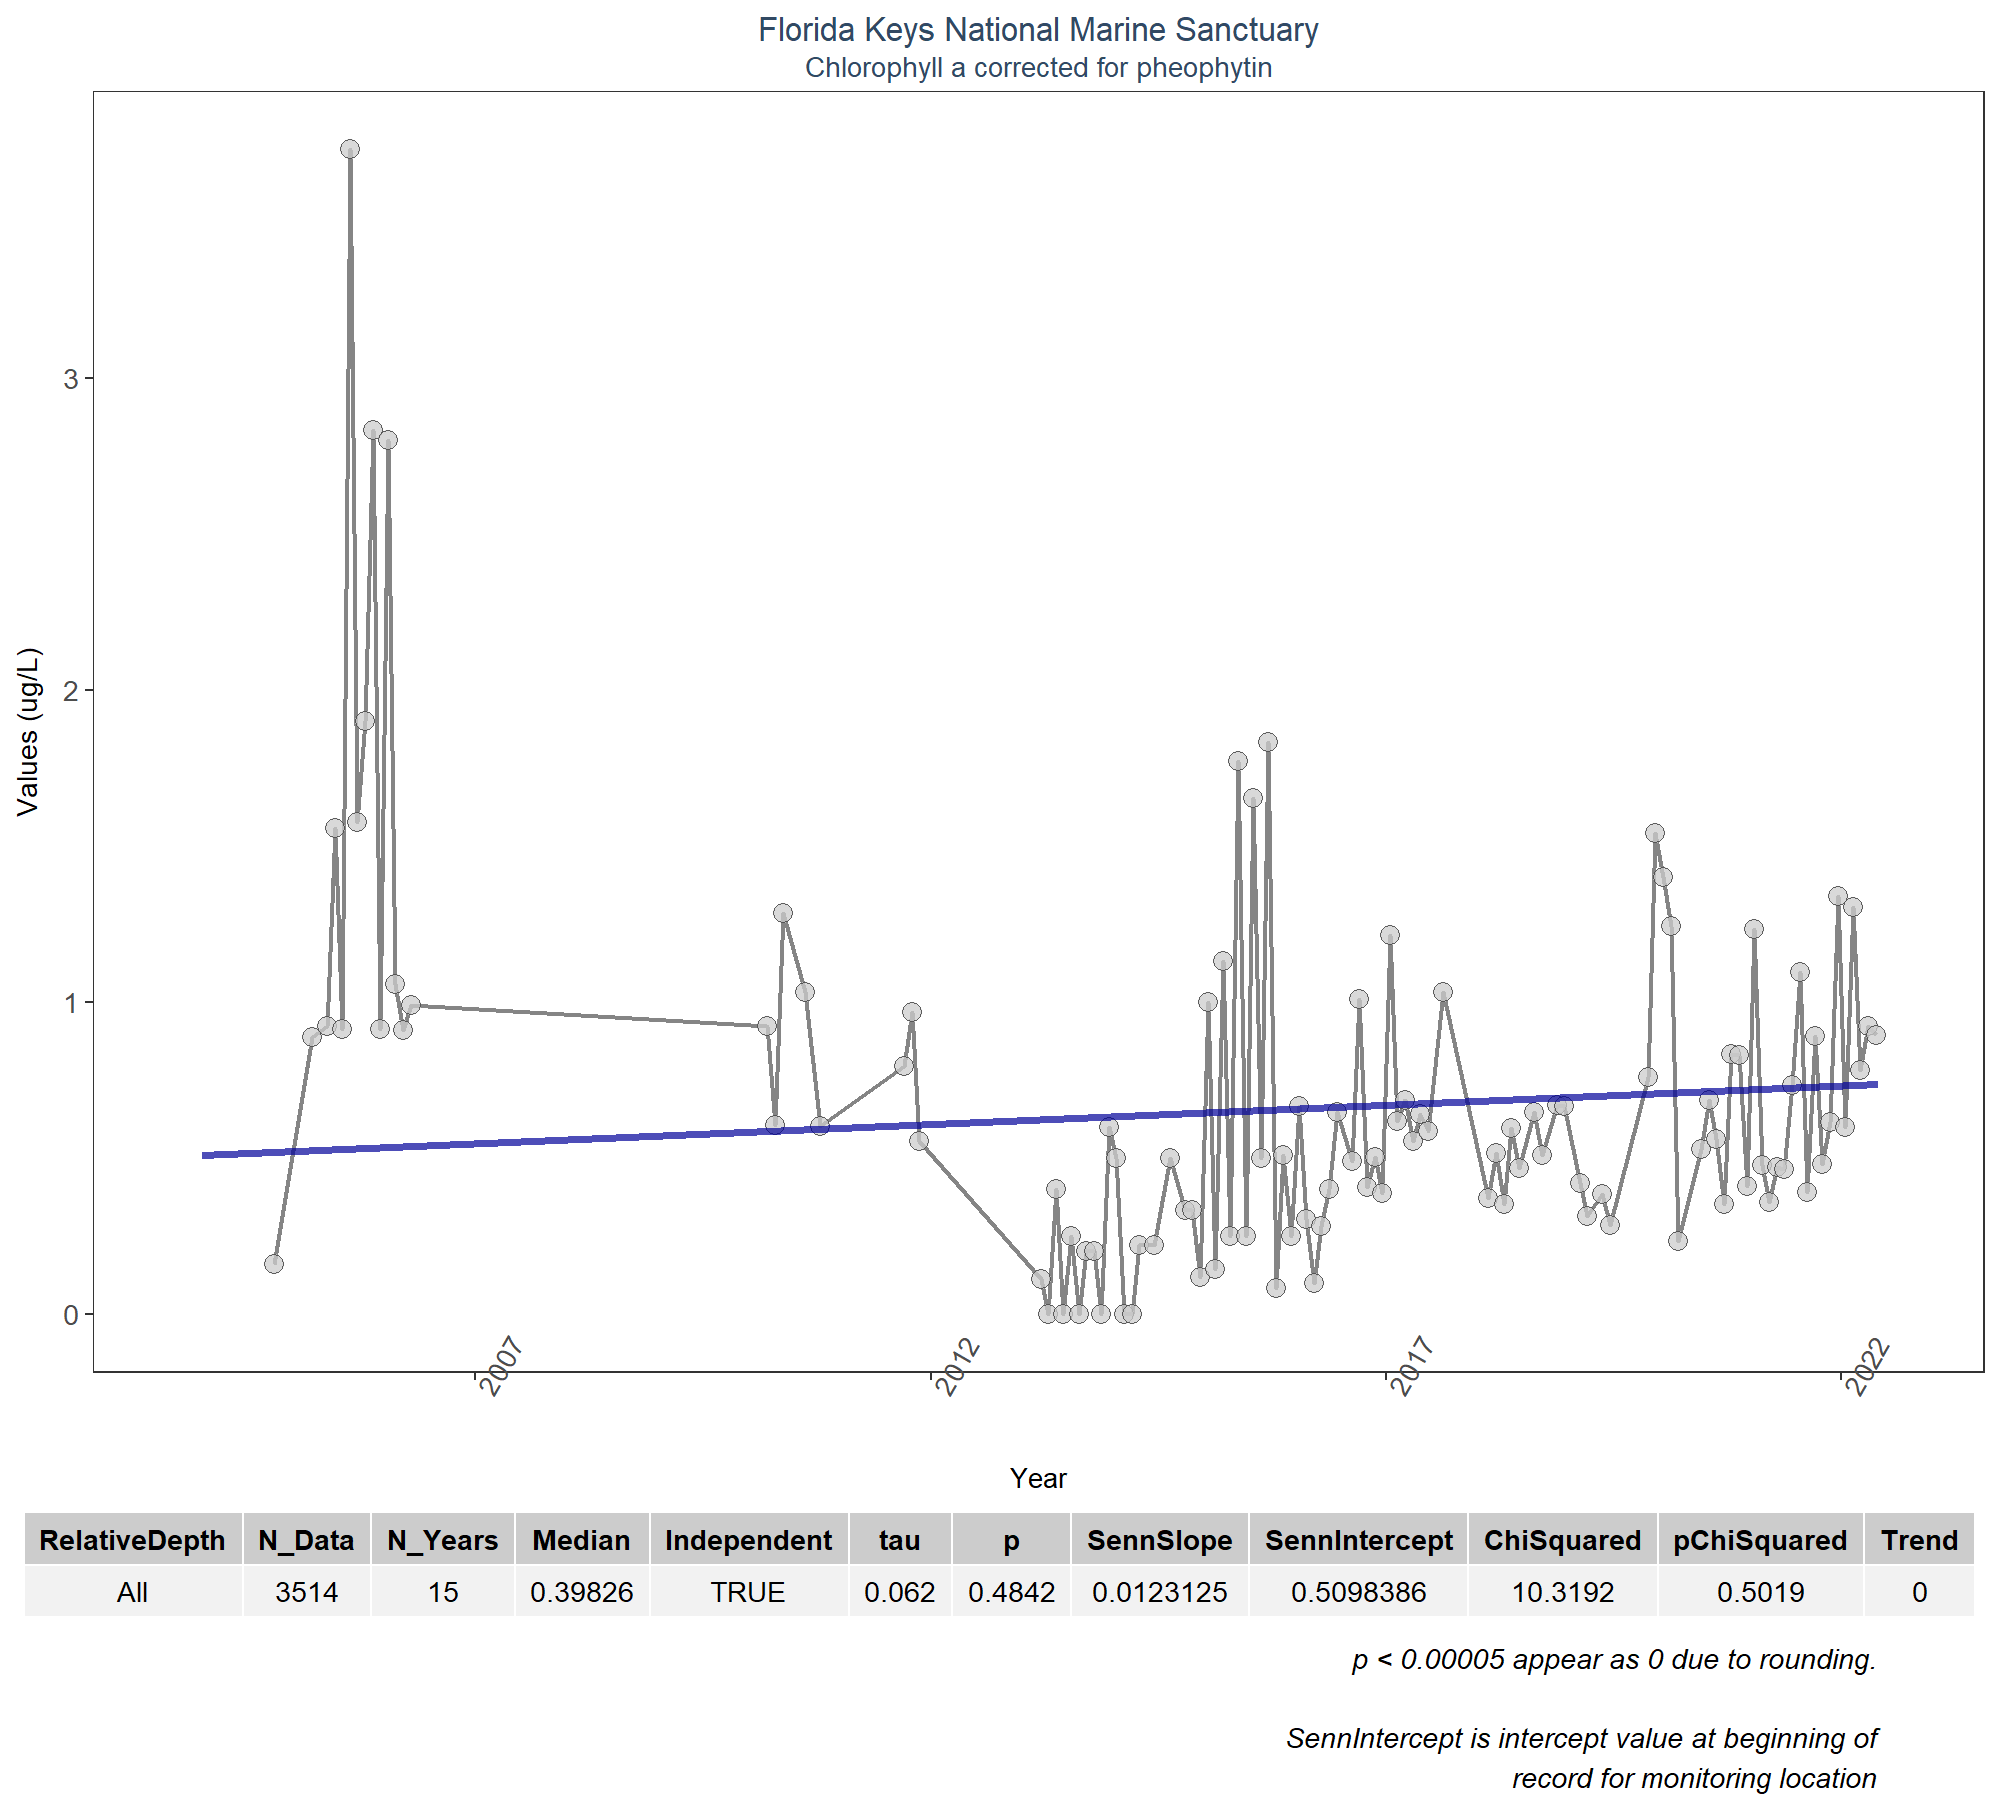 Florida Keys National Marine Sanctuary
Chlorophyll a corrected for pheophytin
Values (ug/L)
3
2
1
0
2007 2012 2017 2022
Year
RelativeDepth N_Data N_Years Median Independent tau p SennSlope SennIntercept ChiSquared pChiSquared Trend
All 3514 15 0.39826 TRUE 0.062 0.4842 0.0123125 0.5098386 10.3192 0.5019 0
p < 0.00005 appear as 0 due to rounding.
SennIntercept is intercept value at beginning of
record for monitoring location